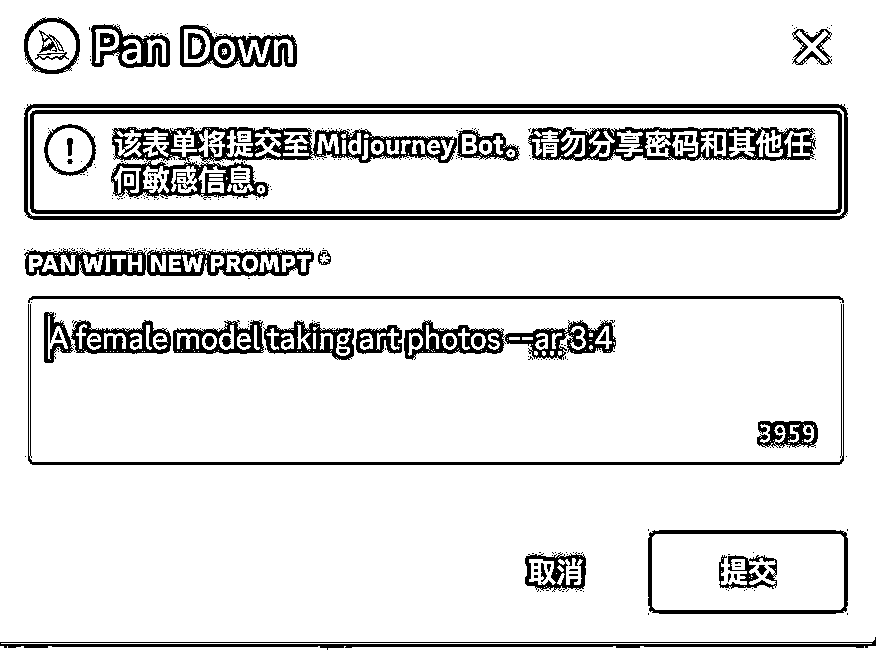 Pan Down
该表单将提交至 Midjourney Bot。请勿分享密码和其他任
何敏感信息。
PAN WITH NEW PROMPT *
A female model taking art photos --ar 3:4
3959
取消
提交